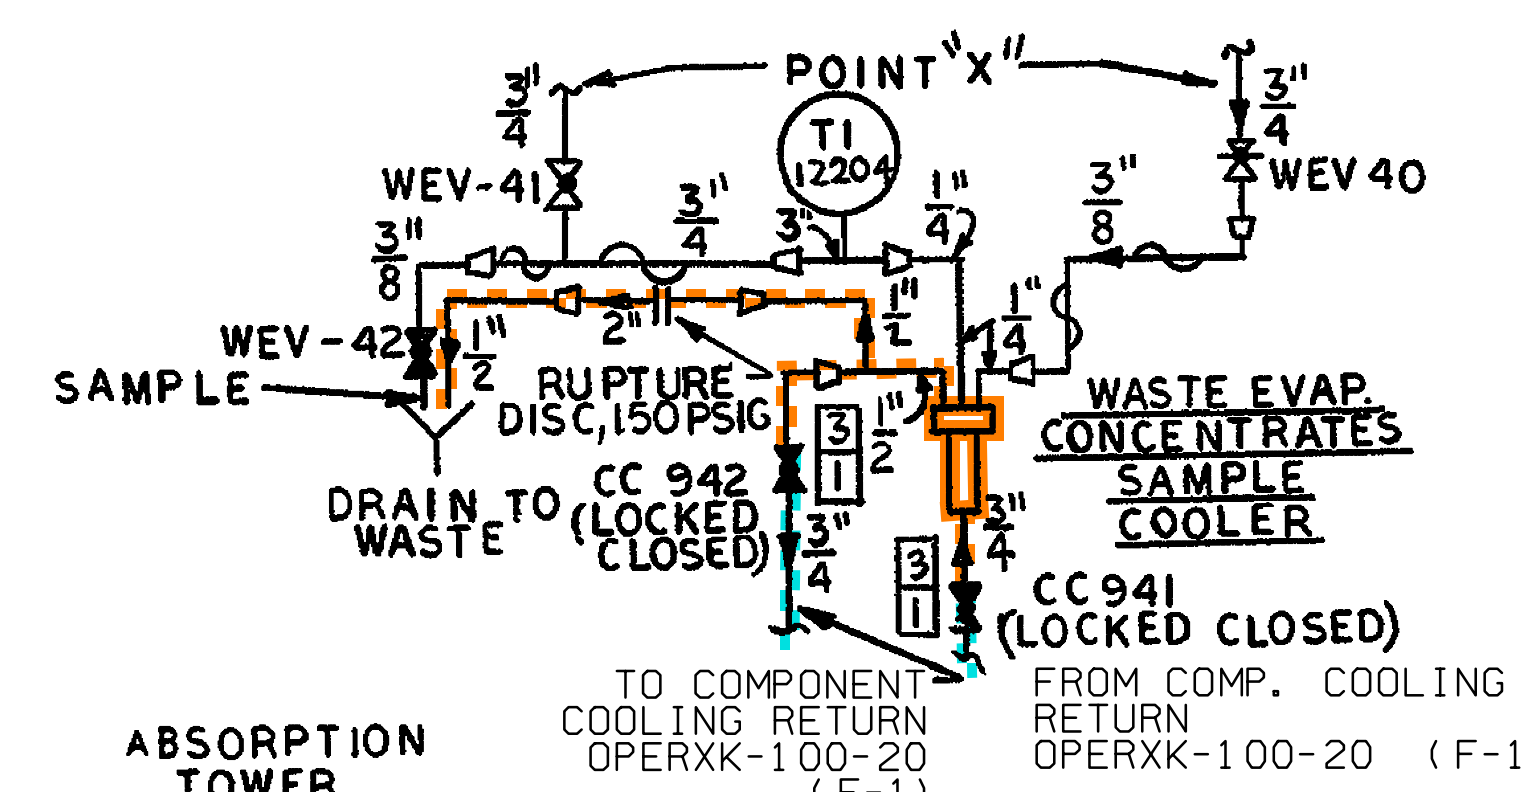 POINT "X"
3/4"
3/4"
TI
12204
WEV-41
WEV 40
3/4"
3"
1/4"
3/8"
3/8"
WEV-42
1/2"
2"
1/2"
1/4"
SAMPLE
RUPTURE
DISC, 150 PSIG
3
1
1/2"
WASTE EVAP.
CONCENTRATES
SAMPLE
COOLER
DRAIN TO
WASTE
CC 942
(LOCKED
CLOSED)
3/4"
3/4"
3
1
CC 941
(LOCKED CLOSED)
TO COMPONENT
COOLING RETURN
OPERXK-100-20
(F-1)
FROM COMP. COOLING
RETURN
OPERXK-100-20 (F-1
ABSORPTION
TOWER